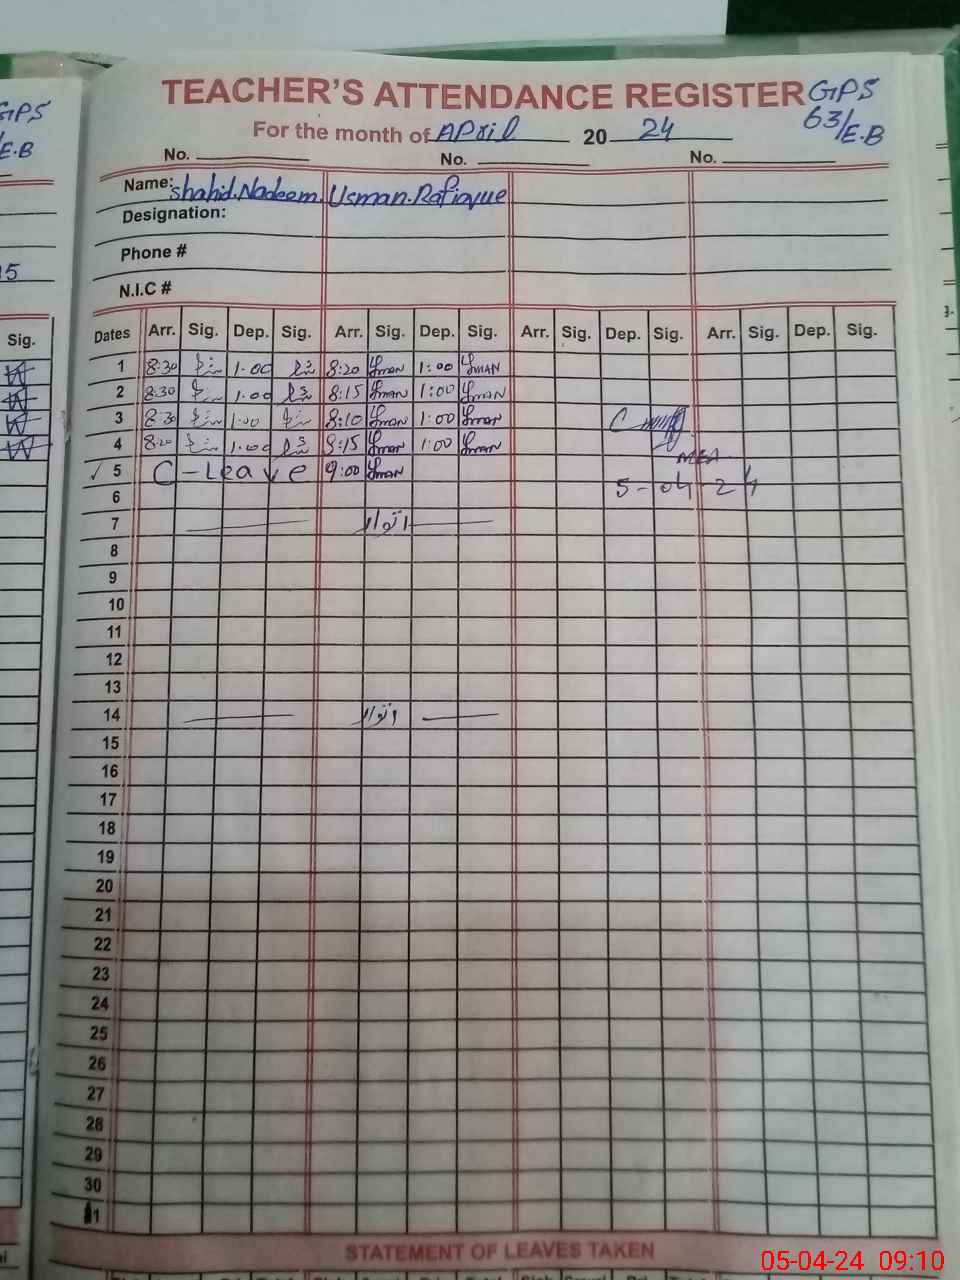 GPS
TEACHER'S ATTENDANCE REGISTER GPS
63/E.B
/E.B
For the month of APril 20 24
No. No. No.
Name: Shahid.Nadeem. Usman.Rafique
Designation:
Phone #
15
N.I.C #
Sig.
Dates Arr. Sig. Dep. Sig. Arr. Sig. Dep. Sig. Arr. Sig. Dep. Sig. Arr. Sig. Dep. Sig.
1 8:30 1.00 8:20 1:00
2 8:30 1.00 8:15 1:00
3 8:30 1:00 8:10 1:00
4 8:20 1.00 8:15 1:00
MEA
5 C-Leave 9:00
5-04-24
6
7 اتوار
8
9
10
11
12
13
14 اتوار
15
16
17
18
19
20
21
22
23
24
25
26
27
28
29
30
1
STATEMENT OF LEAVES TAKEN
05-04-24 09:10